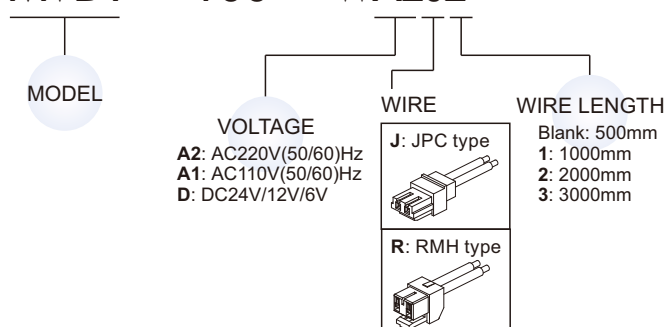 MODEL
VOLTAGE
A2: AC220V(50/60)Hz
A1: AC110V(50/60)Hz
D: DC24V/12V/6V
WIRE
J: JPC type
R: RMH type
WIRE LENGTH
Blank: 500mm
1: 1000mm
2: 2000mm
3: 3000mm